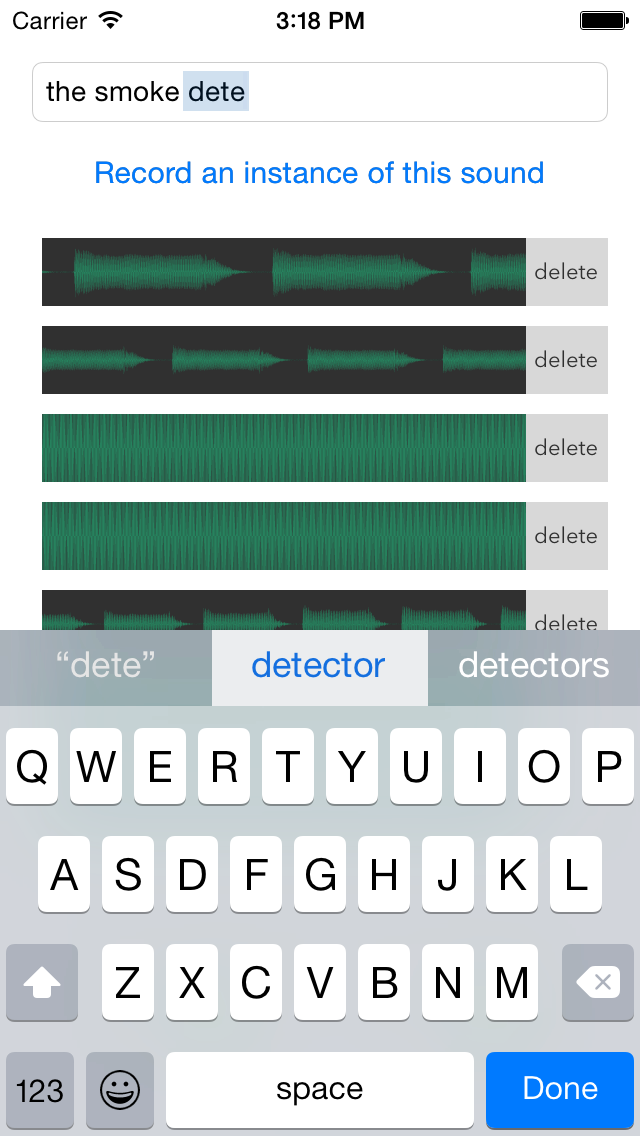 Carrier 3:18 PM
the smoke dete
Record an instance of this sound
delete
delete
delete
delete
delete
“dete” detector detectors
Q W E R T Y U I O P
A S D F G H J K L
Z X C V B N M
123 space Done